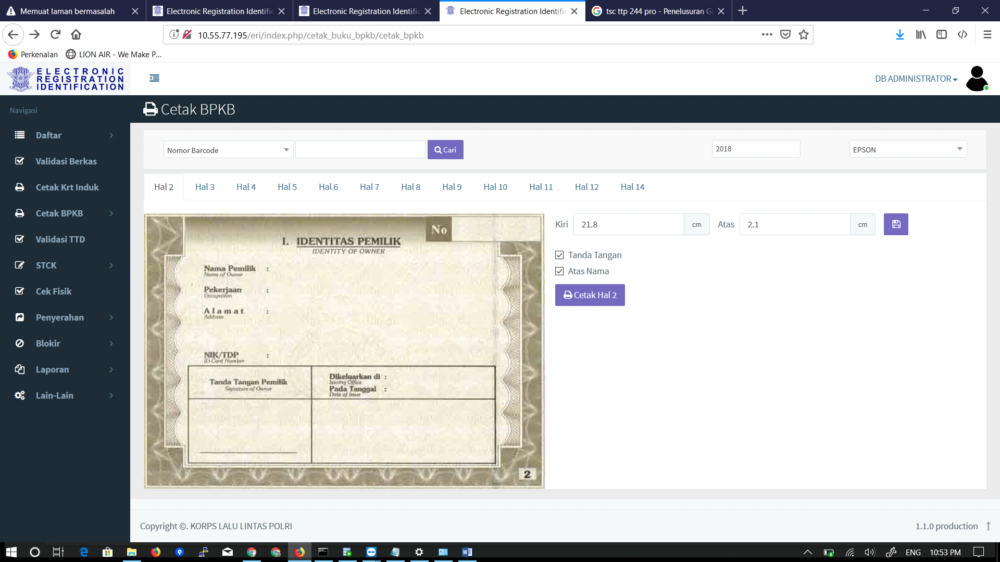 Memuat laman bermasalah
Electronic Registration Identific
Electronic Registration Identific
Electronic Registration Identific
tsc ttp 244 pro - Penelusuran Go
10.55.77.195/eri/index.php/cetak_buku_bpkb/cetak_bpkb
Perkenalan
LION AIR - We Make P...
ELECTRONIC
REGISTRATION
IDENTIFICATION
DB ADMINISTRATOR
Navigasi
Cetak BPKB
Daftar
Validasi Berkas
Cetak Krt Induk
Cetak BPKB
Validasi TTD
STCK
Cek Fisik
Penyerahan
Blokir
Laporan
Lain-Lain
Nomor Barcode
Cari
2018
EPSON
Hal 2 Hal 3 Hal 4 Hal 5 Hal 6 Hal 7 Hal 8 Hal 9 Hal 10 Hal 11 Hal 12 Hal 14
No
I. IDENTITAS PEMILIK
IDENTITY OF OWNER
Nama Pemilik :
Name of Owner
Pekerjaan :
Occupation
Alamat :
Address
NIK/TDP :
ID Card Number
Tanda Tangan Pemilik
Signature of Owner
Dikeluarkan di :
Issuing Office
Pada Tanggal :
Date of Issue
2
Kiri 21.8 cm Atas 2.1 cm
Tanda Tangan
Atas Nama
Cetak Hal 2
Copyright ©. KORPS LALU LINTAS POLRI
1.1.0 production
ENG 10:53 PM